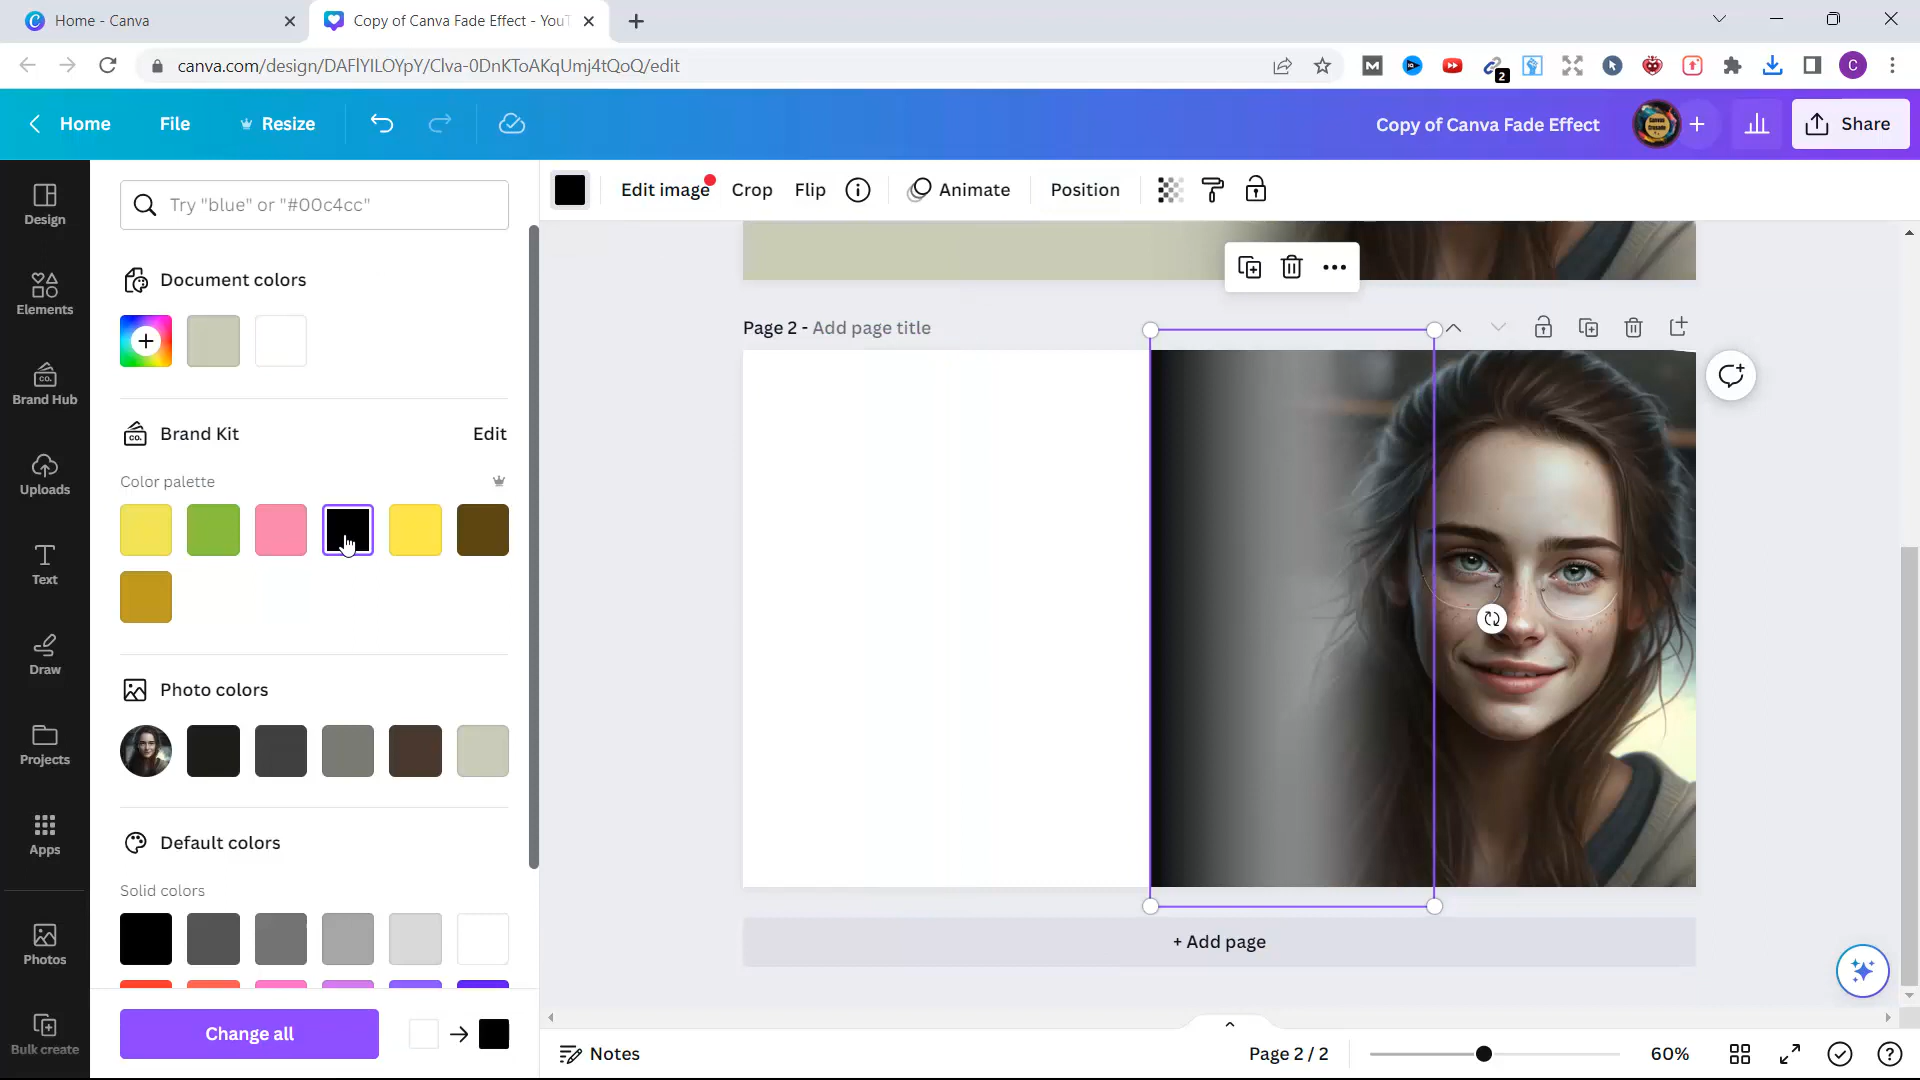 Home - Canva
Copy of Canva Fade Effect - YouT
canva.com/design/DAFlYILOYpY/Clva-0DnKToAKqUmj4tQoQ/edit
2
C
Home
File
Resize
Copy of Canva Fade Effect
Share
Design
Elements
Brand Hub
Uploads
Text
Draw
Projects
Apps
Photos
Bulk create
Try "blue" or "#00c4cc"
Document colors
Brand Kit
Edit
Color palette
Photo colors
Default colors
Solid colors
Change all
Edit image
Crop
Flip
Animate
Position
Page 2 - Add page title
+ Add page
Notes
Page 2 / 2
60%